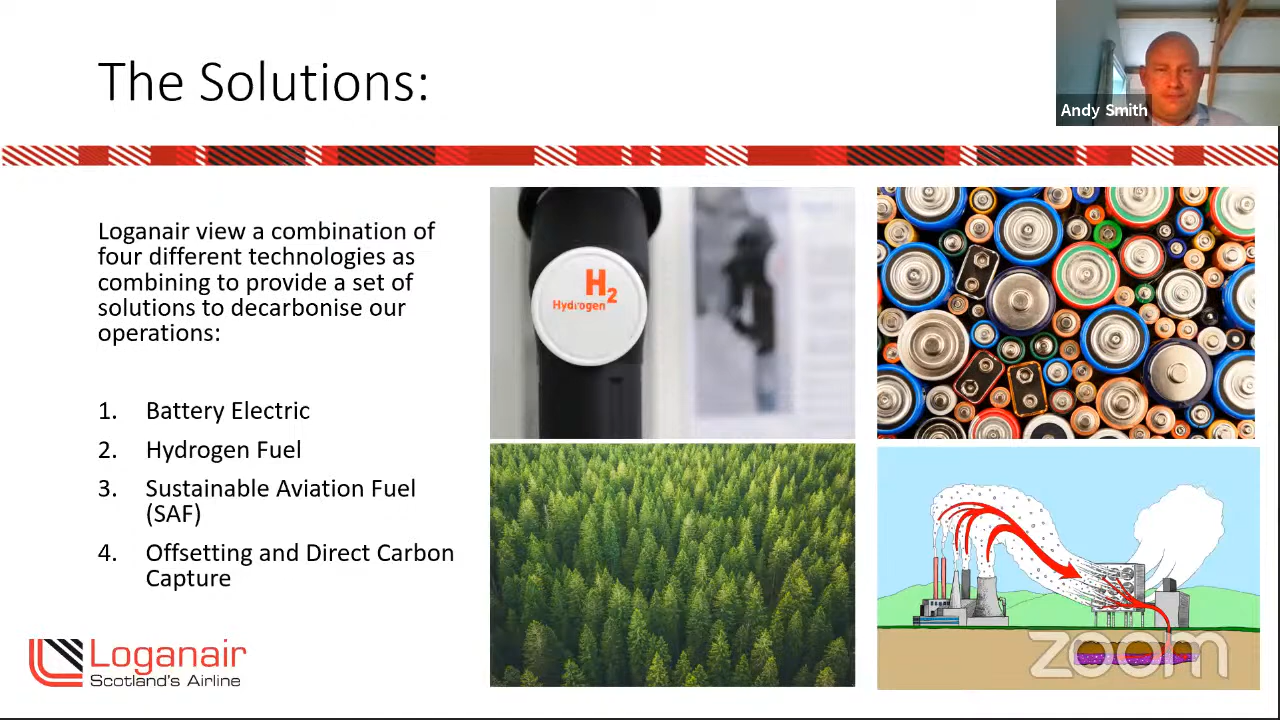 The Solutions:
Andy Smith
Loganair view a combination of
four different technologies as
combining to provide a set of
solutions to decarbonise our
operations:
1. Battery Electric
2. Hydrogen Fuel
3. Sustainable Aviation Fuel
(SAF)
4. Offsetting and Direct Carbon
Capture
H2
Hydrogen
Loganair
Scotland's Airline
zoom